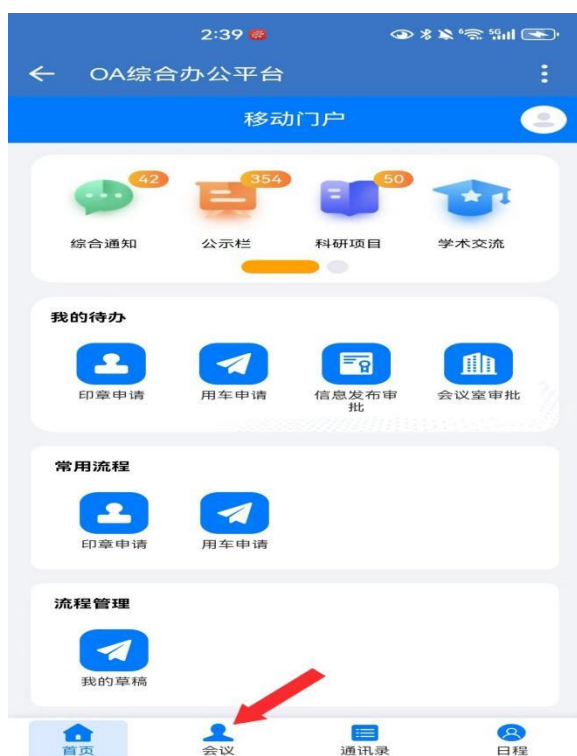 2:39
OA综合办公平台
移动门户
42 354 50
综合通知 公示栏 科研项目 学术交流
我的待办
印章申请 用车申请 信息发布审批 会议室审批
常用流程
印章申请 用车申请
流程管理
我的草稿
首页 会议 通讯录 日程